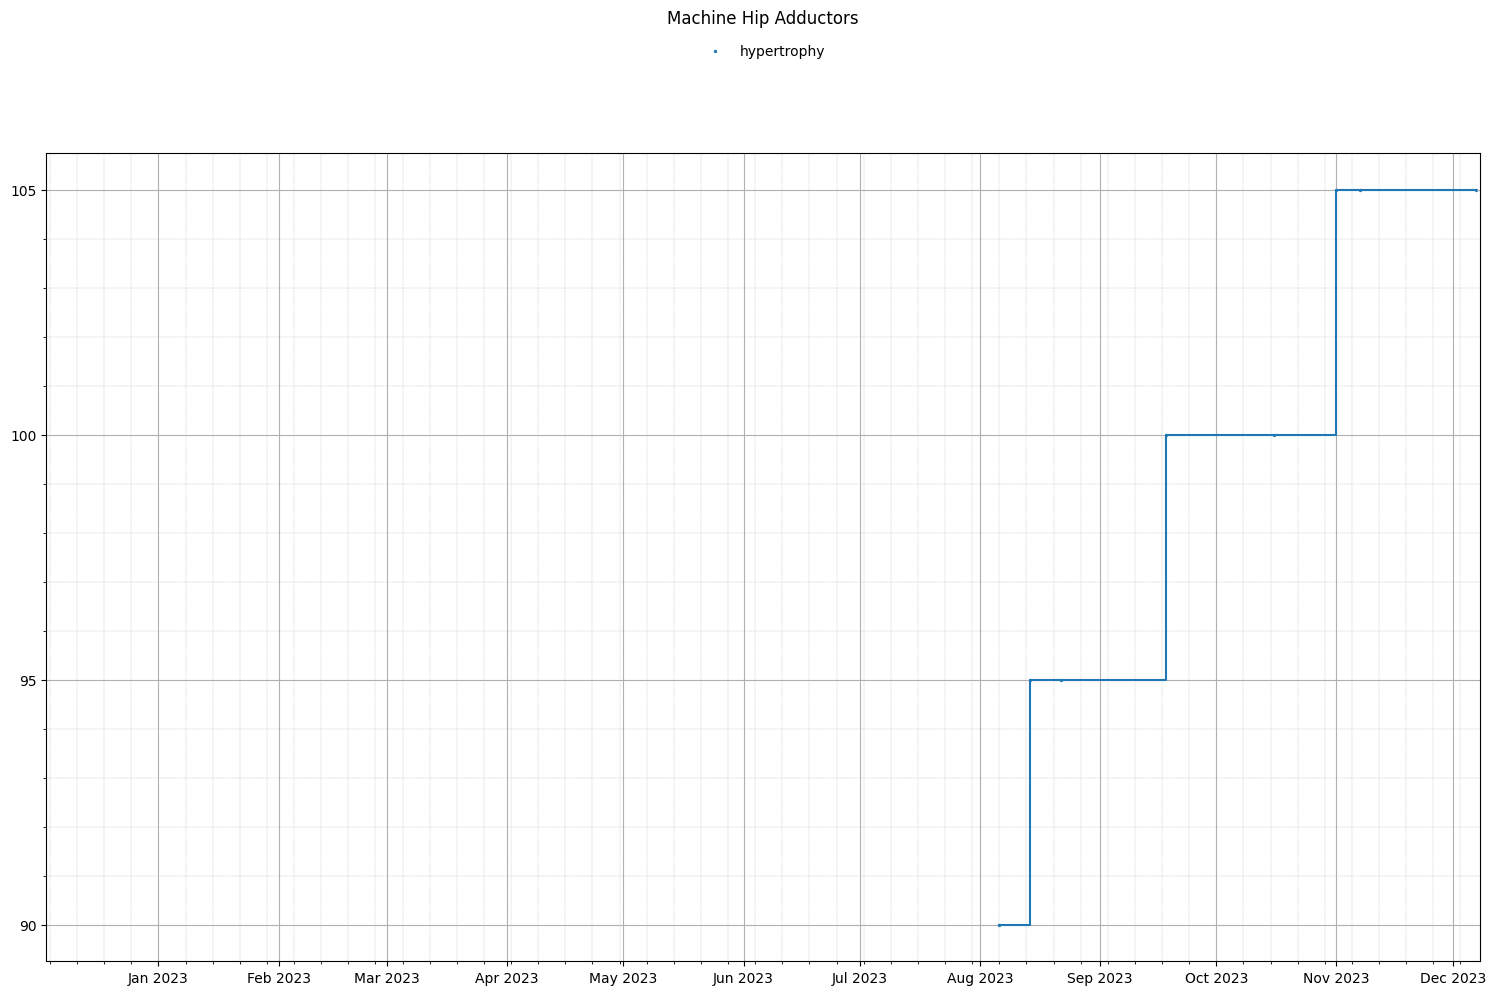 Machine Hip Adductors
hypertrophy
105
100
95
90
Jan 2023
Feb 2023
Mar 2023
Apr 2023
May 2023
Jun 2023
Jul 2023
Aug 2023
Sep 2023
Oct 2023
Nov 2023
Dec 2023